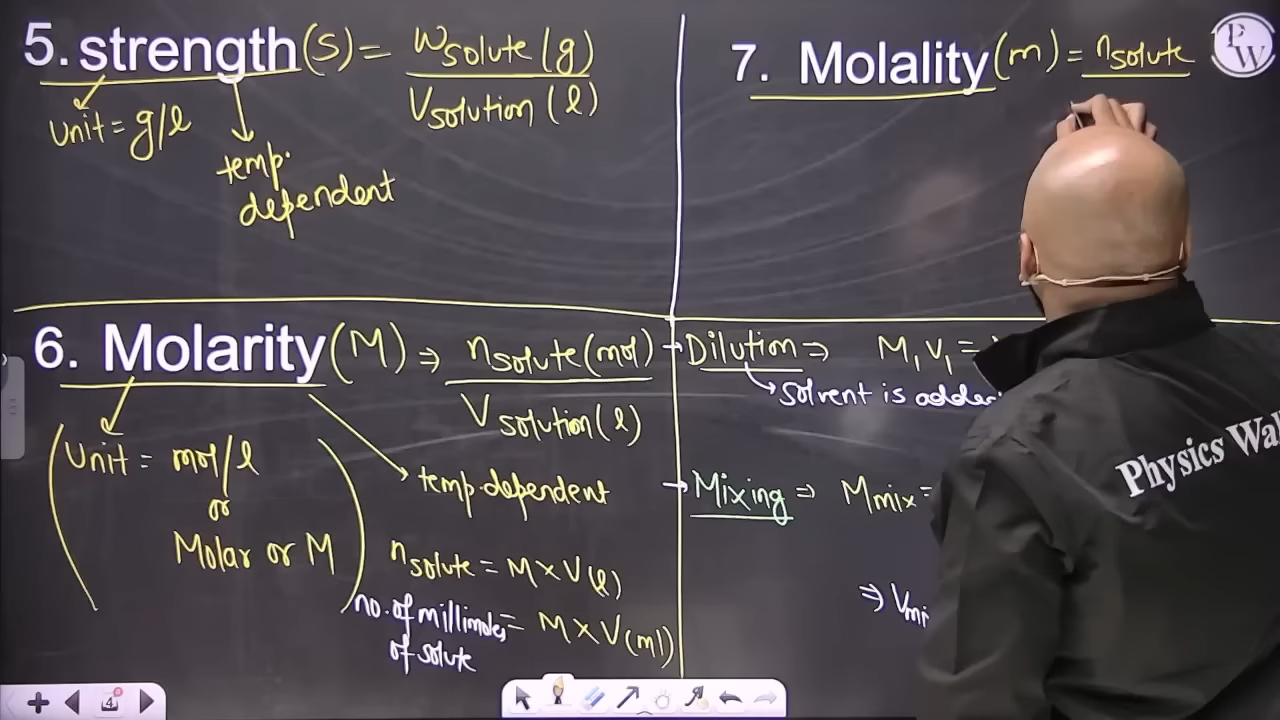 5. strength (S) = Wsolute (g)
Vsolution (l)
Unit = g/l
temp.
dependent
7. Molality (m) = nsolute
PW
6. Molarity (M) ⇒ nsolute (mol)
Vsolution (l)
Unit = mol/l
or
Molar or M
temp. dependent
nsolute = M × V(l)
no. of millimoles = M × V(ml)
of solute
→ Dilution ⇒ M₁V₁ =
solvent is added
→ Mixing ⇒ Mmix =
⇒ Vmi
Physics Wal
4